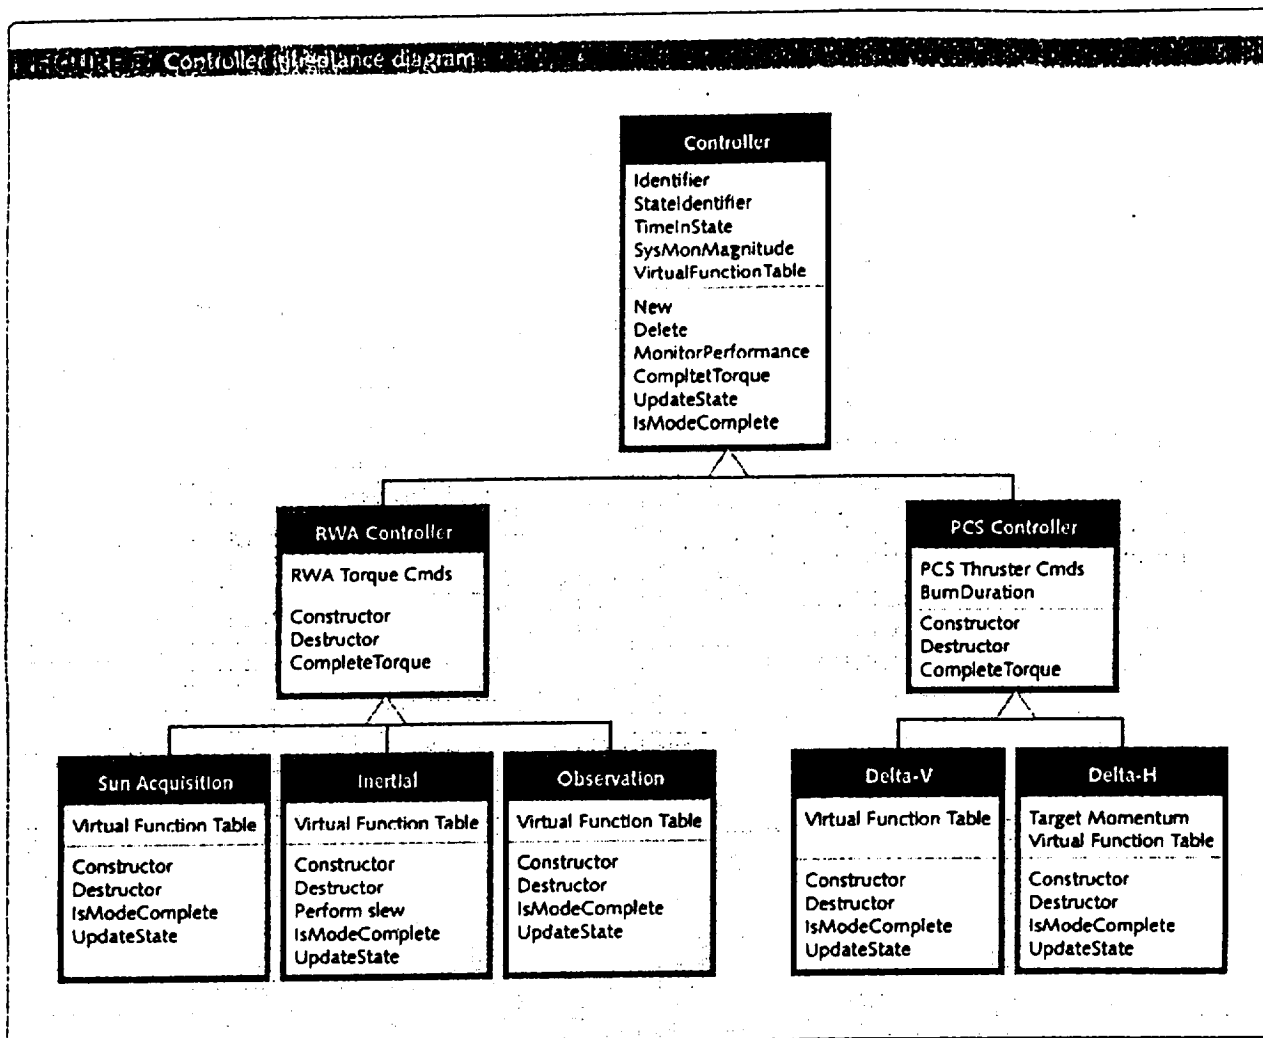 FIGURE
Controller inheritance diagram
Controller
Identifier
StateIdentifier
TimeInState
SysMonMagnitude
VirtualFunctionTable
New
Delete
MonitorPerformance
CompltetTorque
UpdateState
IsModeComplete
RWA Controller
RWA Torque Cmds
Constructor
Destructor
CompleteTorque
PCS Controller
PCS Thruster Cmds
BurnDuration
Constructor
Destructor
CompleteTorque
Sun Acquisition
Virtual Function Table
Constructor
Destructor
IsModeComplete
UpdateState
Inertial
Virtual Function Table
Constructor
Destructor
Perform slew
IsModeComplete
UpdateState
Observation
Virtual Function Table
Constructor
Destructor
IsModeComplete
UpdateState
Delta-V
Virtual Function Table
Constructor
Destructor
IsModeComplete
UpdateState
Delta-H
Target Momentum
Virtual Function Table
Constructor
Destructor
IsModeComplete
UpdateState